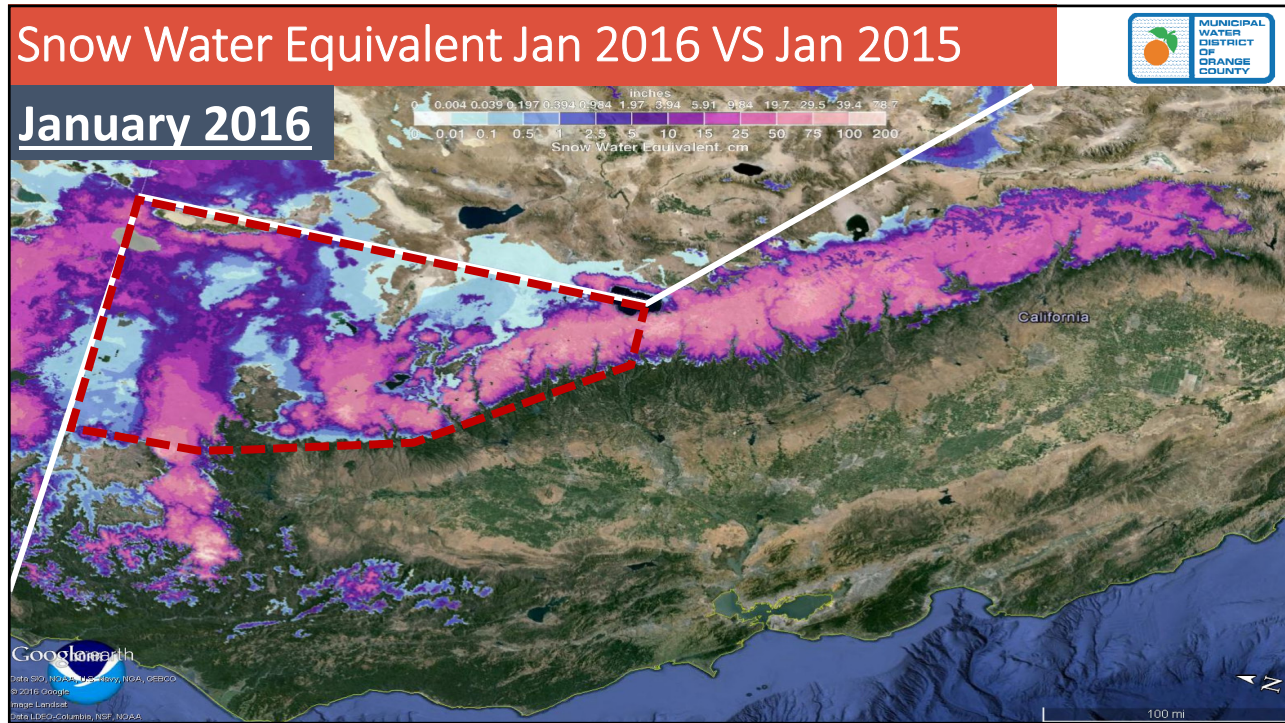 Snow Water Equivalent Jan 2016 VS Jan 2015
MUNICIPAL
WATER
DISTRICT
OF
ORANGE
COUNTY
January 2016
inches
0 0.004 0.039 0.197 0.394 0.984 1.97 3.94 5.91 9.84 19.7 29.5 39.4 78.7
0 0.01 0.1 0.5 1 2.5 5 10 15 25 50 75 100 200
Snow Water Equivalent, cm
California
Google earth
noaa
Data SIO, NOAA, U.S. Navy, NGA, GEBCO
© 2016 Google
Image Landsat
Data LDEO-Columbia, NSF, NOAA
N
100 mi